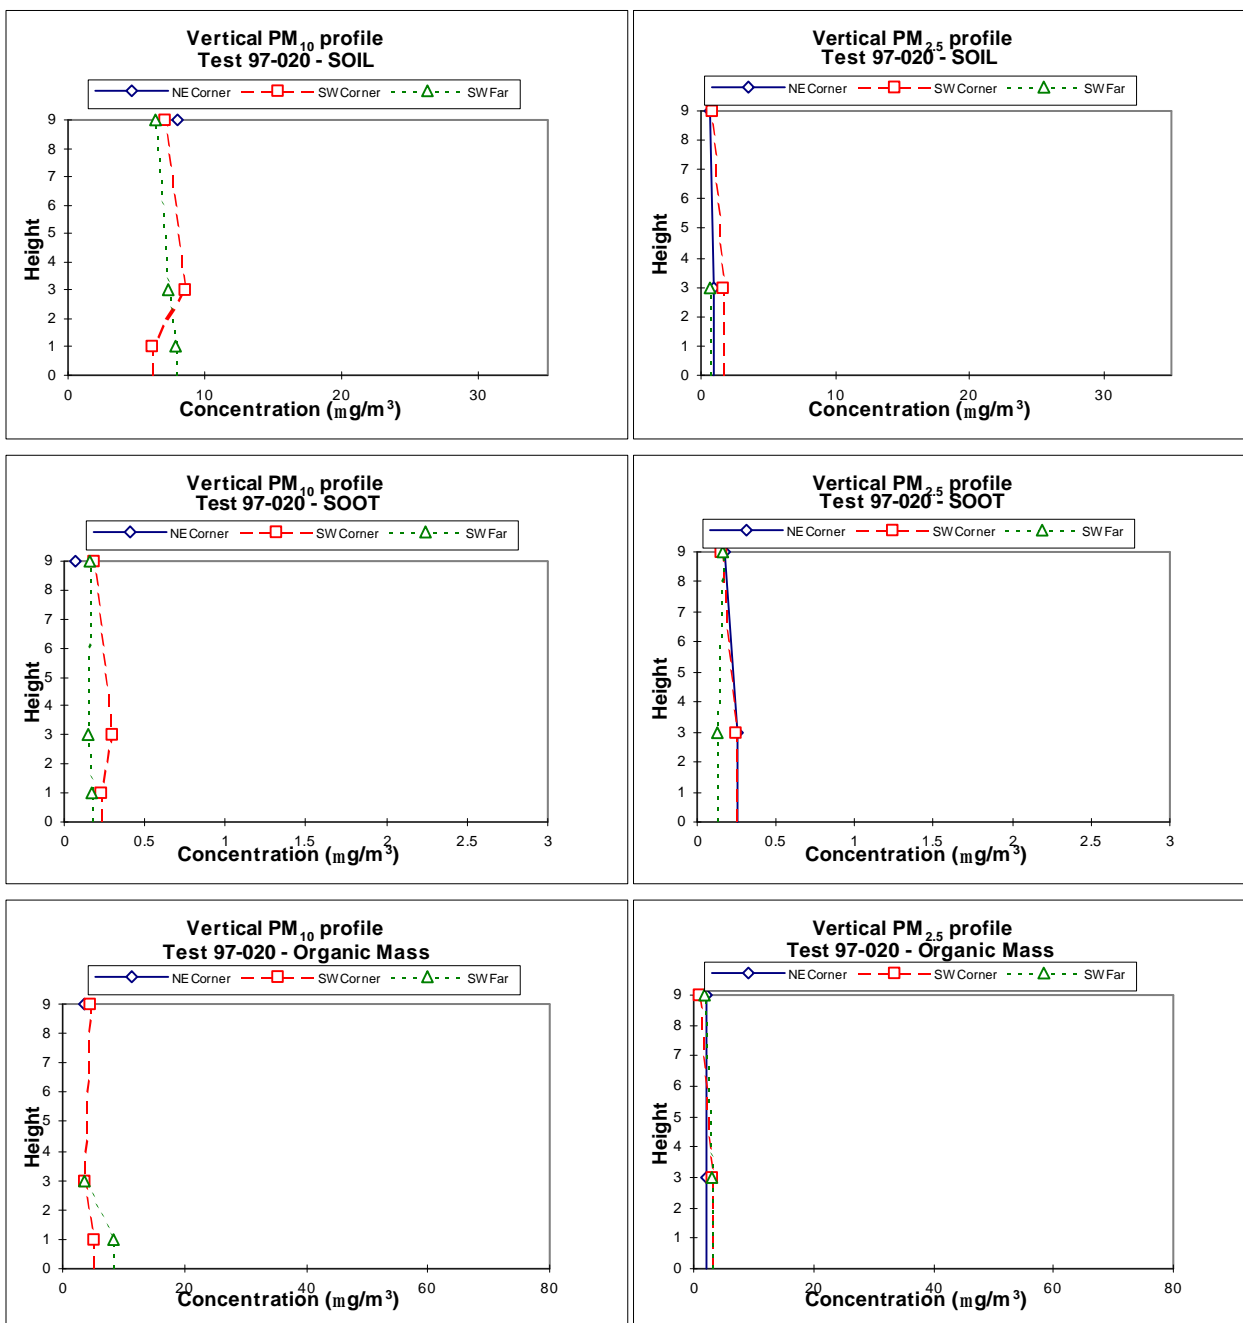 Vertical PM10 profile
Test 97-020 - SOIL
NE Corner SW Corner SW Far
9
8
7
6
5
4
3
2
1
0
Height
0 10 20 30
Concentration (mg/m³)
Vertical PM2.5 profile
Test 97-020 - SOIL
NE Corner SW Corner SW Far
9
8
7
6
5
4
3
2
1
0
Height
0 10 20 30
Concentration (mg/m³)
Vertical PM10 profile
Test 97-020 - SOOT
NE Corner SW Corner SW Far
9
8
7
6
5
4
3
2
1
0
Height
0 0.5 1 1.5 2 2.5 3
Concentration (mg/m³)
Vertical PM2.5 profile
Test 97-020 - SOOT
NE Corner SW Corner SW Far
9
8
7
6
5
4
3
2
1
0
Height
0 0.5 1 1.5 2 2.5 3
Concentration (mg/m³)
Vertical PM10 profile
Test 97-020 - Organic Mass
NE Corner SW Corner SW Far
9
8
7
6
5
4
3
2
1
0
Height
0 20 40 60 80
Concentration (mg/m³)
Vertical PM2.5 profile
Test 97-020 - Organic Mass
NE Corner SW Corner SW Far
9
8
7
6
5
4
3
2
1
0
Height
0 20 40 60 80
Concentration (mg/m³)